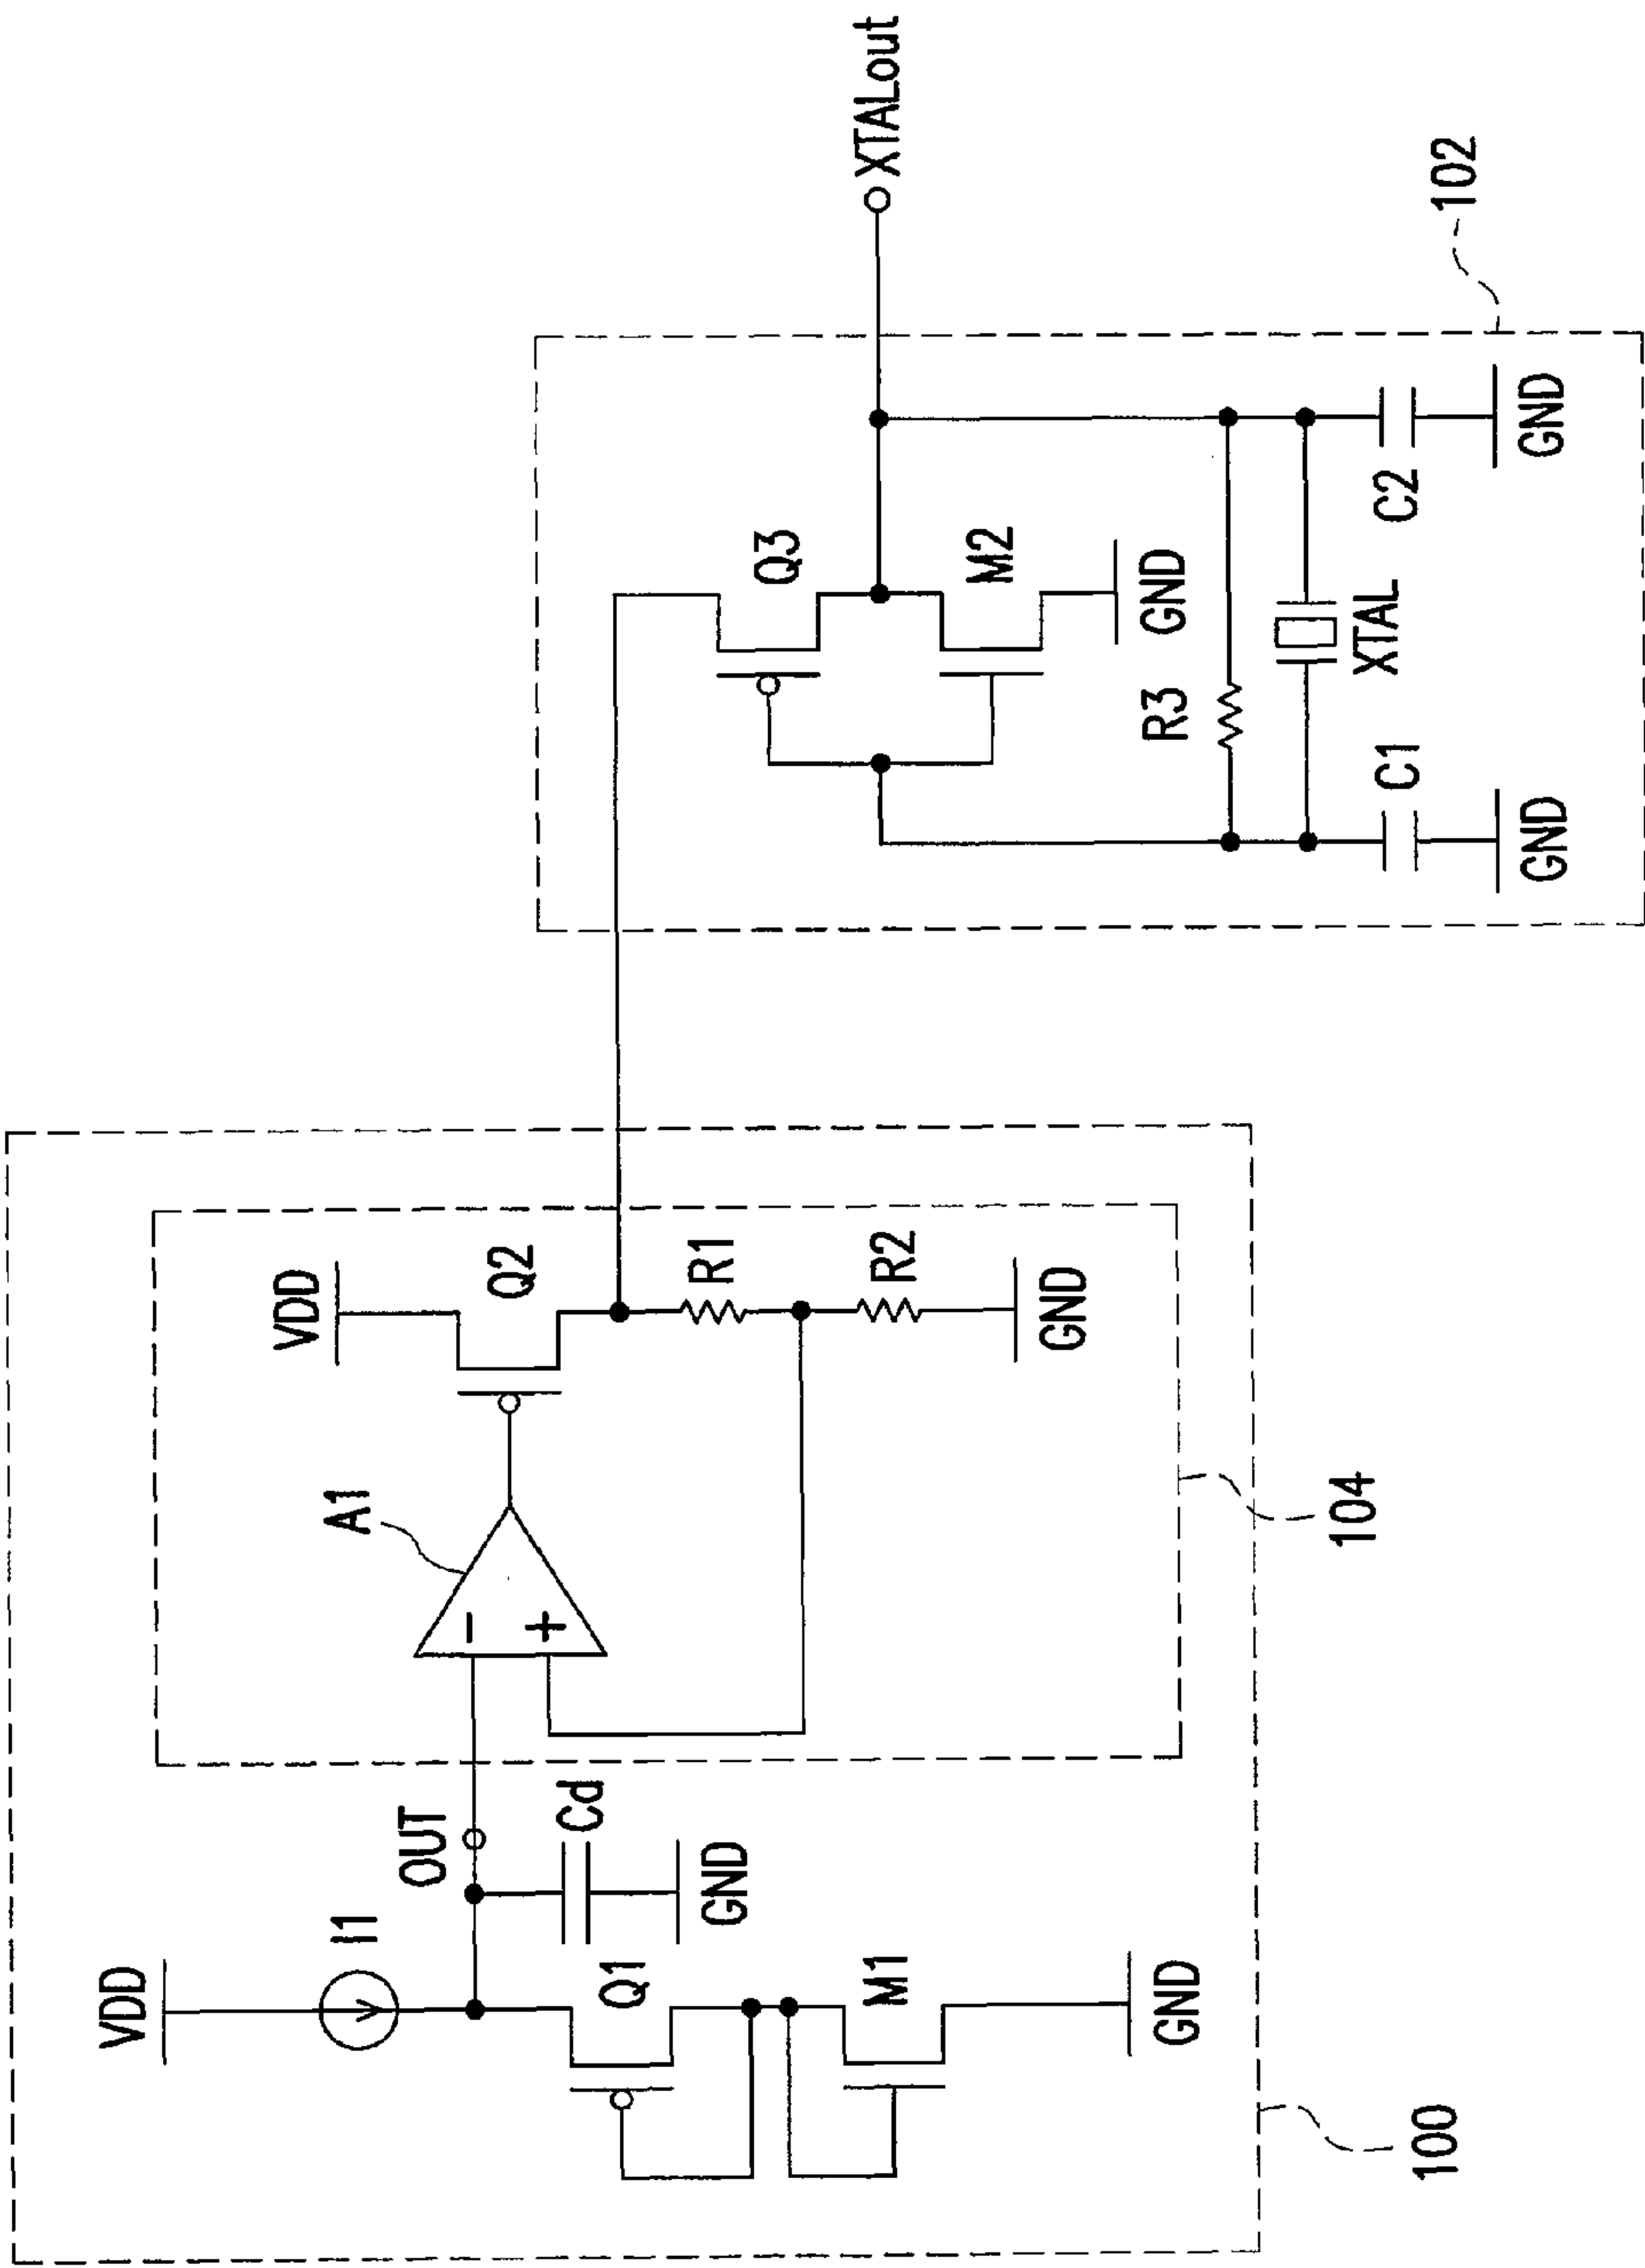 VDD
I1
OUT
Cd
GND
Q1
M1
GND
100
A1
VDD
Q2
R1
R2
GND
104
−
+
Q3
M2
GND
R3
XTAL
C1
GND
C2
GND
XTALout
102